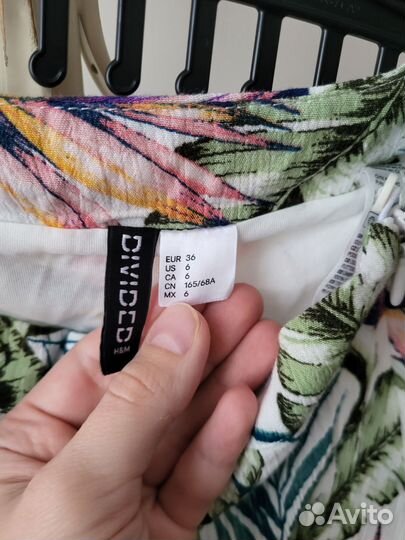 DIVIDED
H&M
EUR 36
US 6
CA 6
CN 165/68A
MX 6
Avito